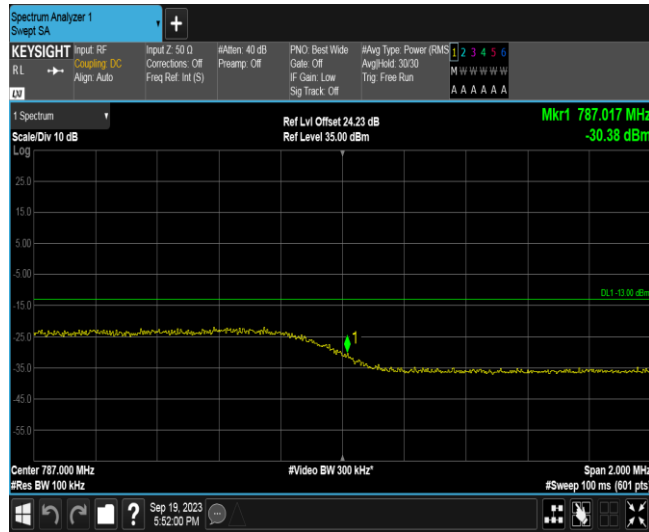 Spectrum Analyzer 1
Swept SA
+
KEYSIGHT
RL
LXI
Input: RF
Coupling: DC
Align: Auto
Input Z: 50 Ω
Corrections: Off
Freq Ref: Int (S)
#Atten: 40 dB
Preamp: Off
PNO: Best Wide
Gate: Off
IF Gain: Low
Sig Track: Off
#Avg Type: Power (RMS
Avg|Hold: 30/30
Trig: Free Run
1 2 3 4 5 6
M W W W W W
A A A A A A
1 Spectrum
Scale/Div 10 dB
Ref Lvl Offset 24.23 dB
Ref Level 35.00 dBm
Mkr1 787.017 MHz
-30.38 dBm
Log
25.0
15.0
5.00
-5.00
DL1 -13.00 dBm
-15.0
-25.0
1
-35.0
-45.0
-55.0
Center 787.000 MHz
#Video BW 300 kHz*
Span 2.000 MHz
#Res BW 100 kHz
#Sweep 100 ms (601 pts)
?
Sep 19, 2023
5:52:00 PM